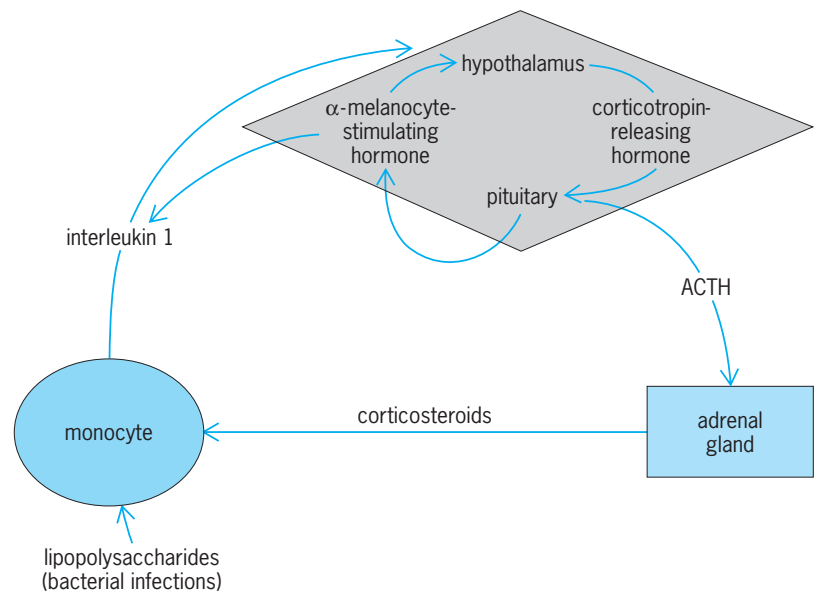 hypothalamus
α-melanocyte-
stimulating
hormone
corticotropin-
releasing
hormone
pituitary
interleukin 1
ACTH
monocyte
corticosteroids
adrenal
gland
lipopolysaccharides
(bacterial infections)